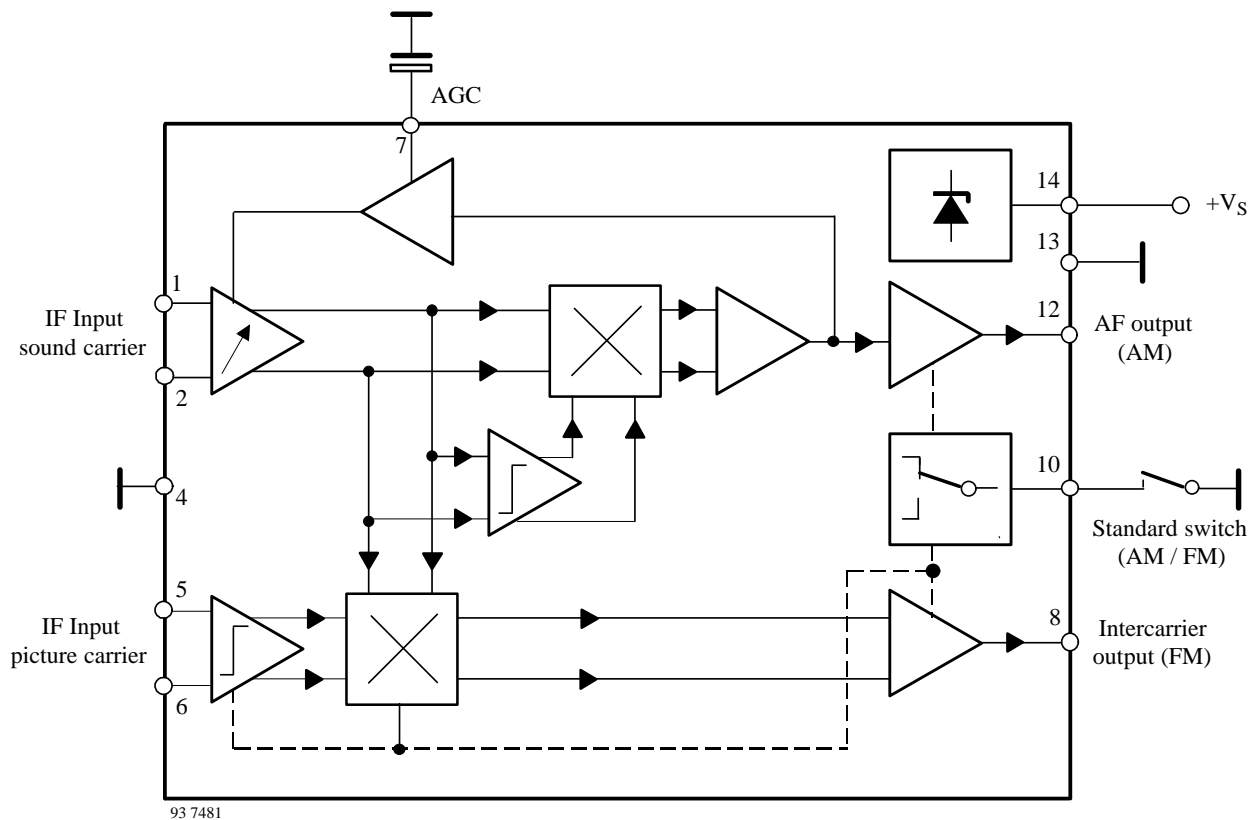 AGC
7
14
+VS
13
1
IF Input
sound carrier
2
12
AF output
(AM)
10
4
Standard switch
(AM / FM)
5
IF Input
picture carrier
6
8
Intercarrier
output (FM)
93 7481